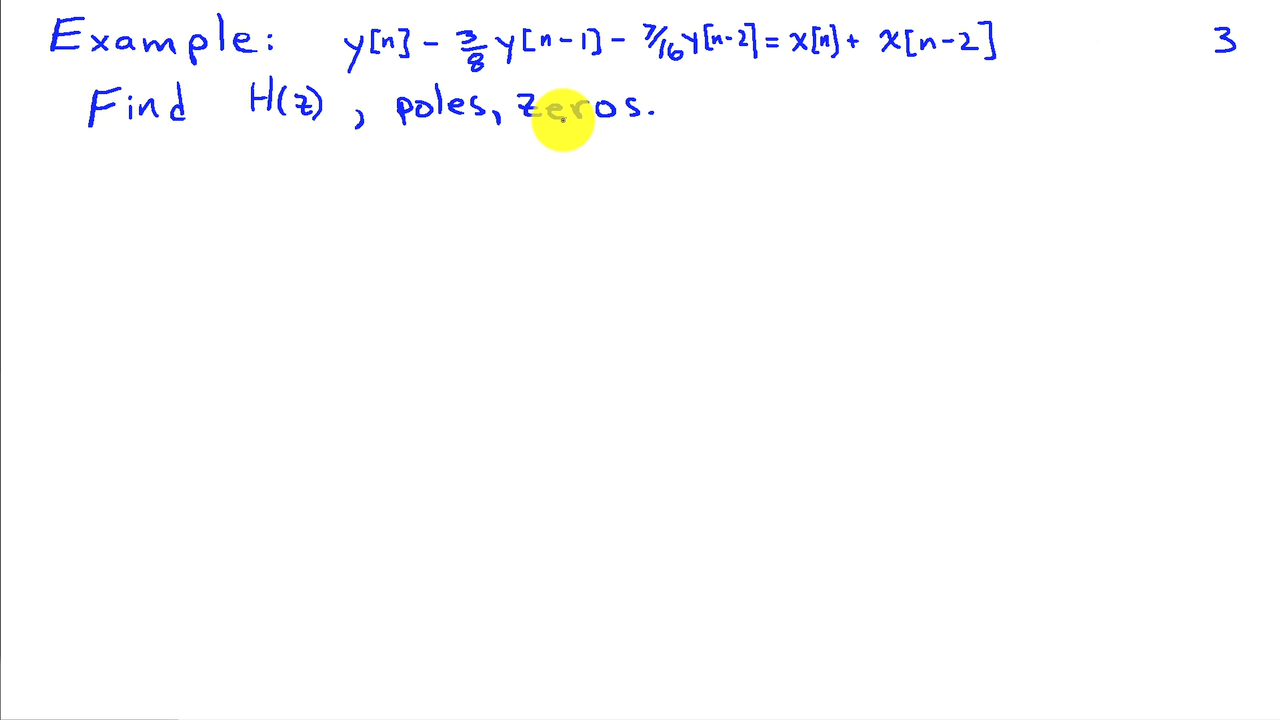 Example: y[n] - 3/8 y[n-1] - 7/16 y[n-2] = x[n] + x[n-2] 3
Find H(z), poles, zeros.